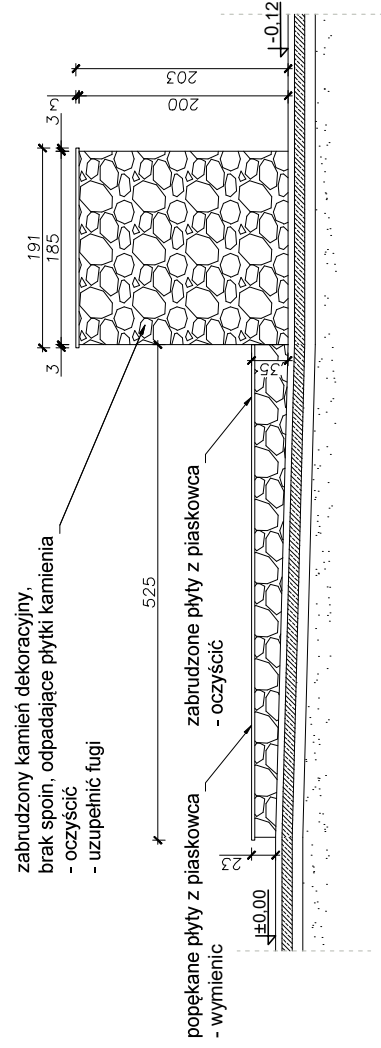 zabrudzony kamień dekoracyjny,
brak spoin, odpadające płytki kamienia
- oczyścić
- uzupełnić fugi
popękane płyty z piaskowca
- wymienic
zabrudzone płyty z piaskowca
- oczyścić
525
3
191
185
3
3
200
203
35
23
±0,00
-0,12